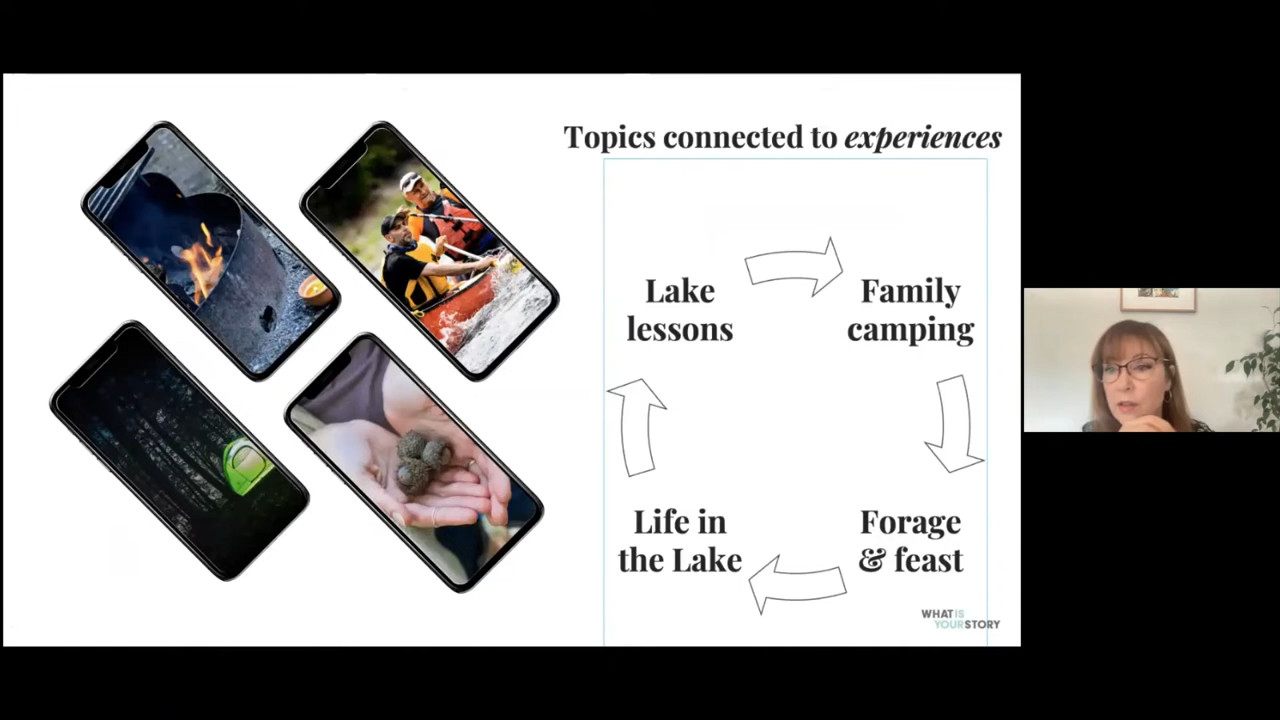 Topics connected to experiences
Lake
lessons
Family
camping
Life in
the Lake
Forage
& feast
WHAT IS
YOUR STORY